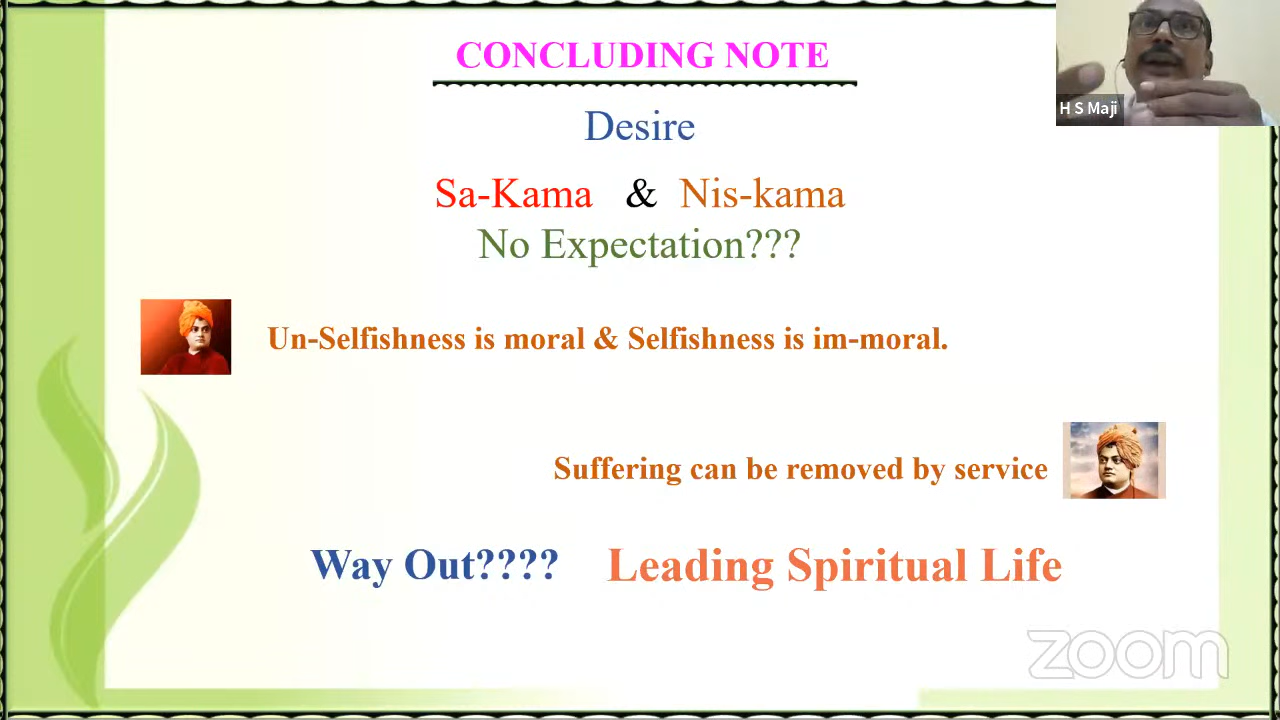 CONCLUDING NOTE
H S Maji
Desire
Sa-Kama & Nis-kama
No Expectation???
Un-Selfishness is moral & Selfishness is im-moral.
Suffering can be removed by service
Way Out???? Leading Spiritual Life
zoom